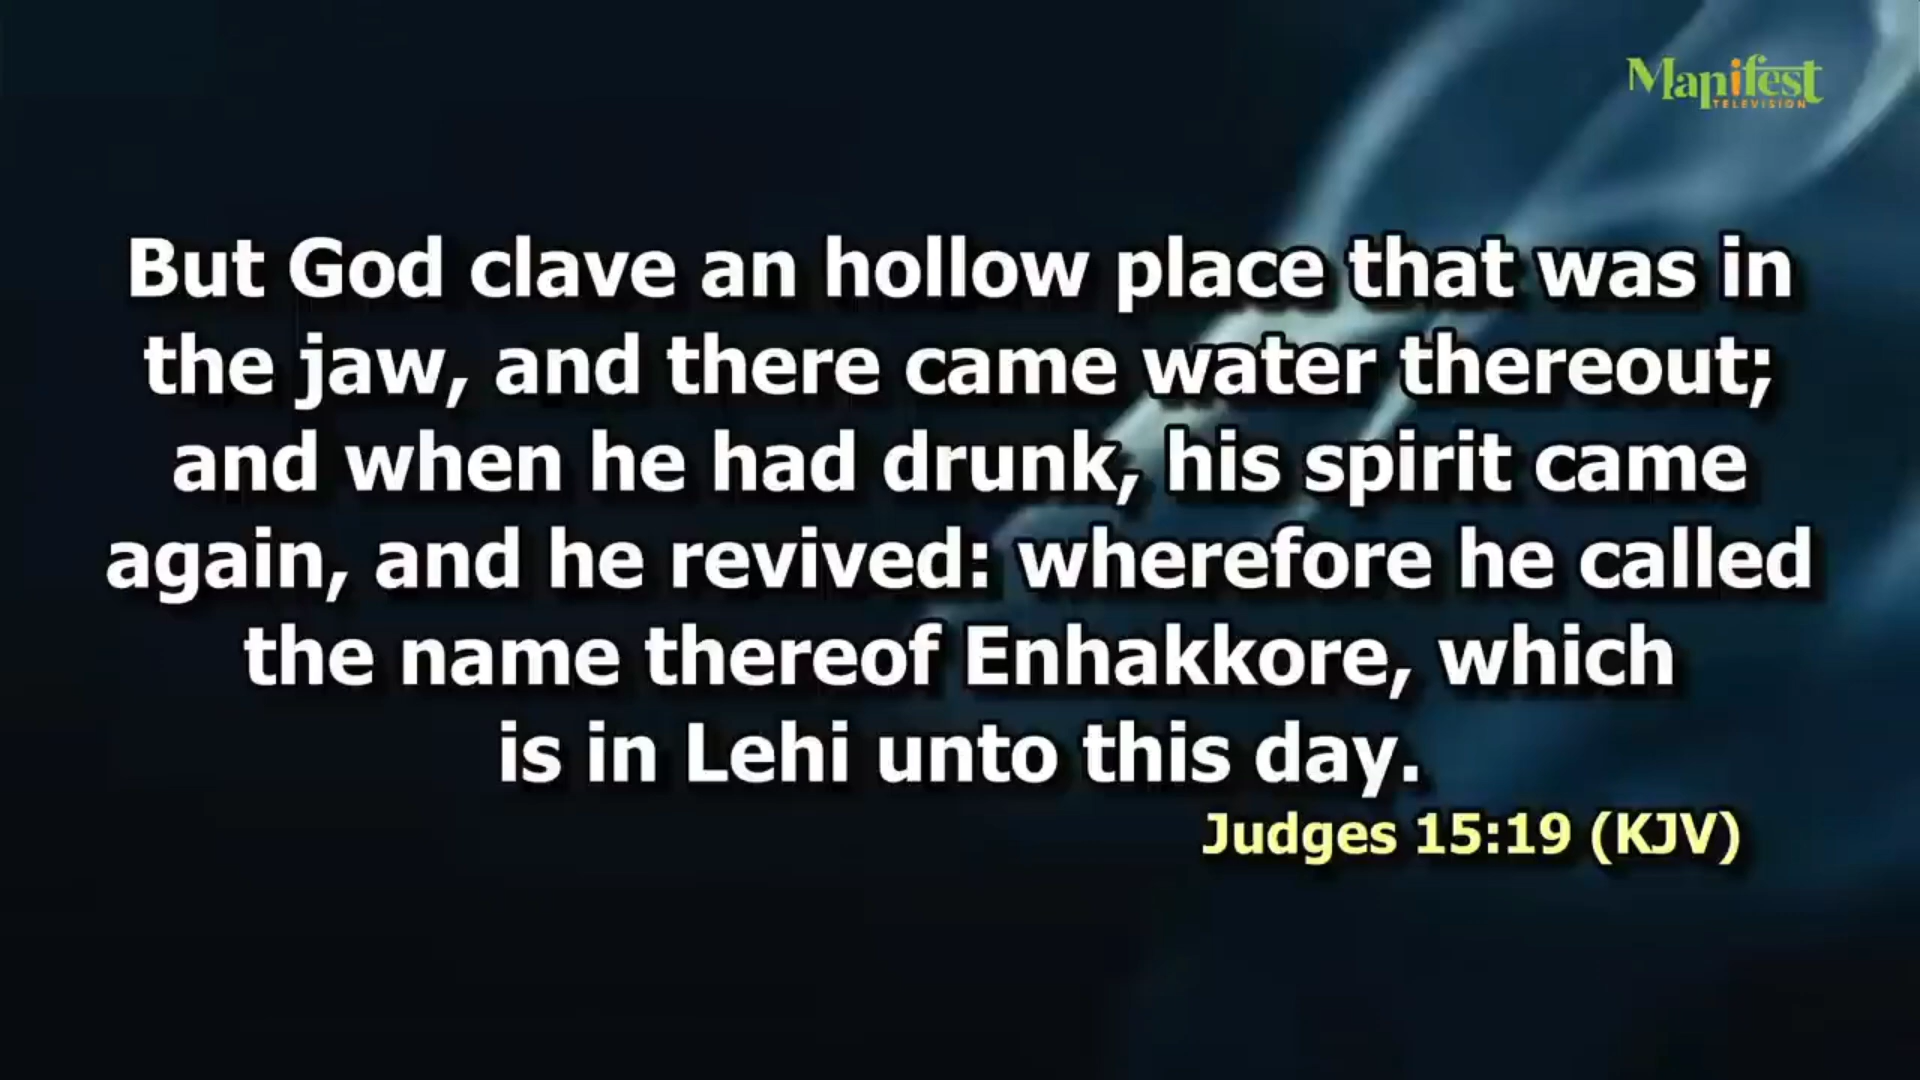 Manifest
TELEVISION
But God clave an hollow place that was in
the jaw, and there came water thereout;
and when he had drunk, his spirit came
again, and he revived: wherefore he called
the name thereof Enhakkore, which
is in Lehi unto this day.
Judges 15:19 (KJV)